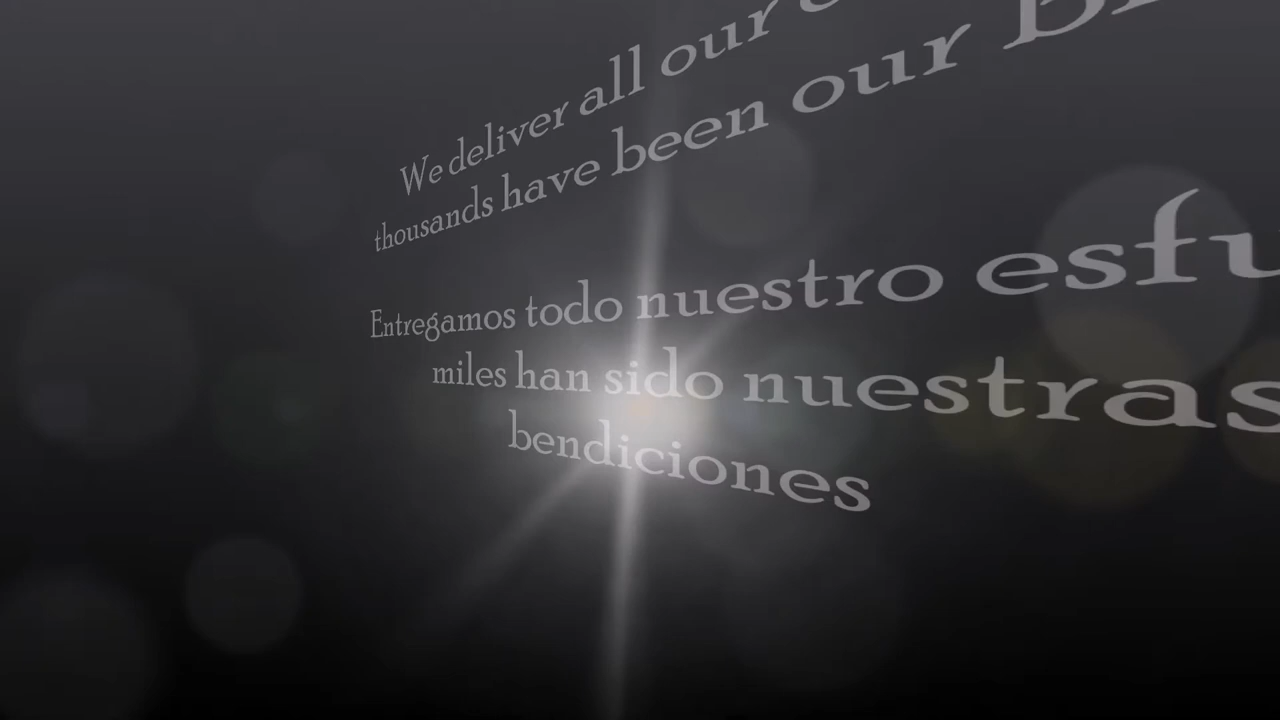 We deliver all our
thousands have been our
Entregamos todo nuestro
miles han sido nuestras
bendiciones